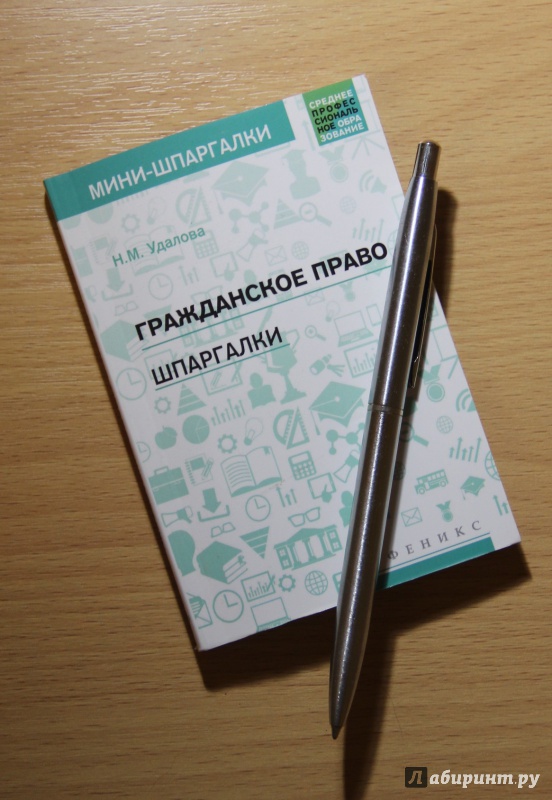 МИНИ-ШПАРГАЛКИ
СРЕДНЕЕ
ПРОФЕС
СИОНАЛЬ
НОЕ ОБРА
ЗОВАНИЕ
Н.М. Удалова
ГРАЖДАНСКОЕ ПРАВО
ШПАРГАЛКИ
ФЕНИКС
Лабиринт.ру